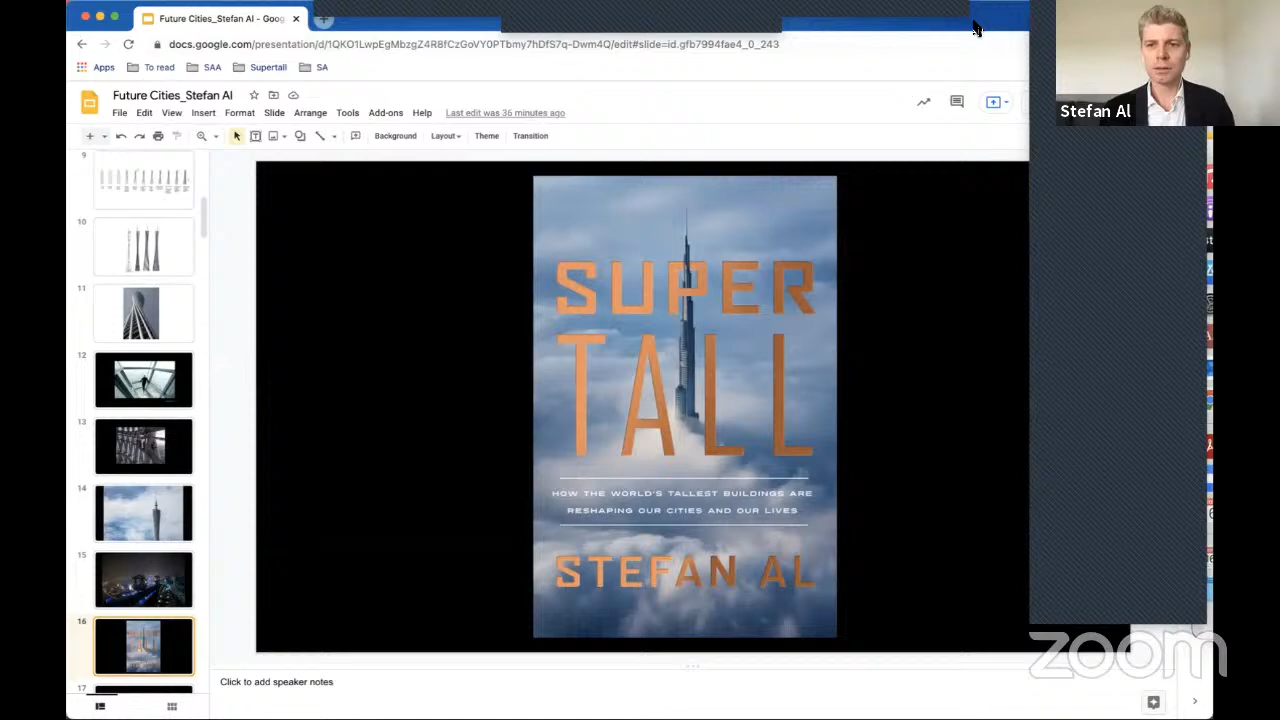 Future Cities_Stefan Al - Goog
docs.google.com/presentation/d/1QKO1LwpEgMbzgZ4R8fCzGoVY0PTbmy7hDfS7q-Dwm4Q/edit#slide=id.gfb7994fae4_0_243
Apps To read SAA Supertall SA
Stefan Al
Future Cities_Stefan Al
File Edit View Insert Format Slide Arrange Tools Add-ons Help Last edit was 36 minutes ago
Background Layout Theme Transition
9
10
11
12
13
14
15
16
17
SUPER
TALL
HOW THE WORLD'S TALLEST BUILDINGS ARE
RESHAPING OUR CITIES AND OUR LIVES
STEFAN AL
Click to add speaker notes
zoom